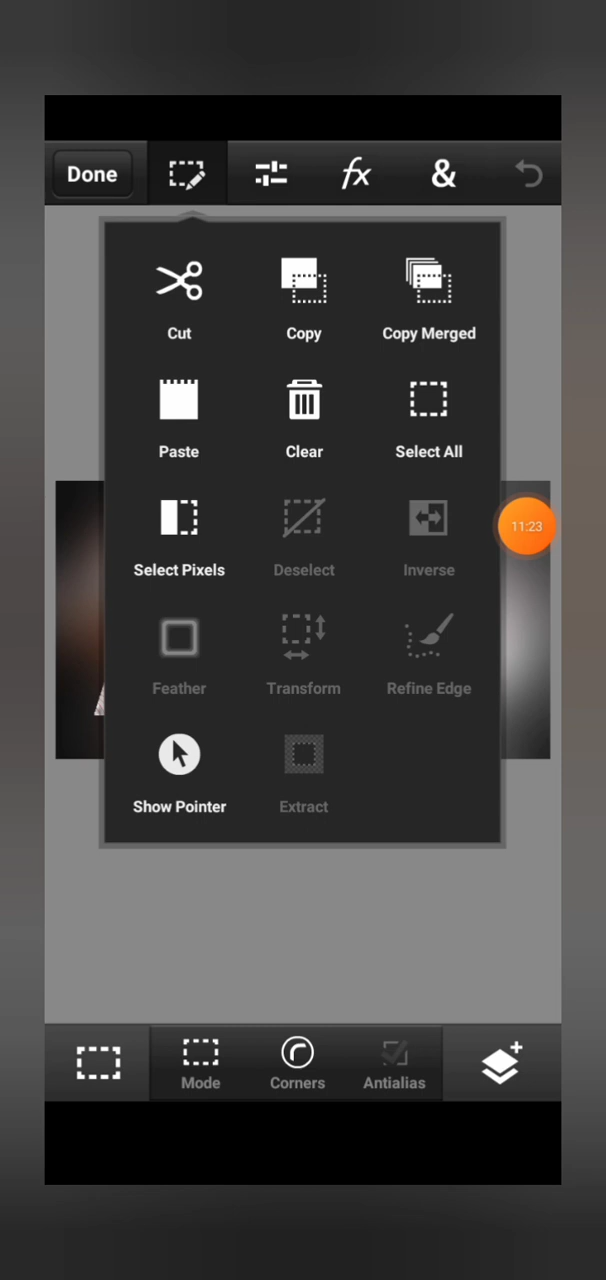 Done fx &
Cut Copy Copy Merged
Paste Clear Select All
Select Pixels Deselect Inverse
11:23
Feather Transform Refine Edge
Show Pointer Extract
Mode Corners Antialias